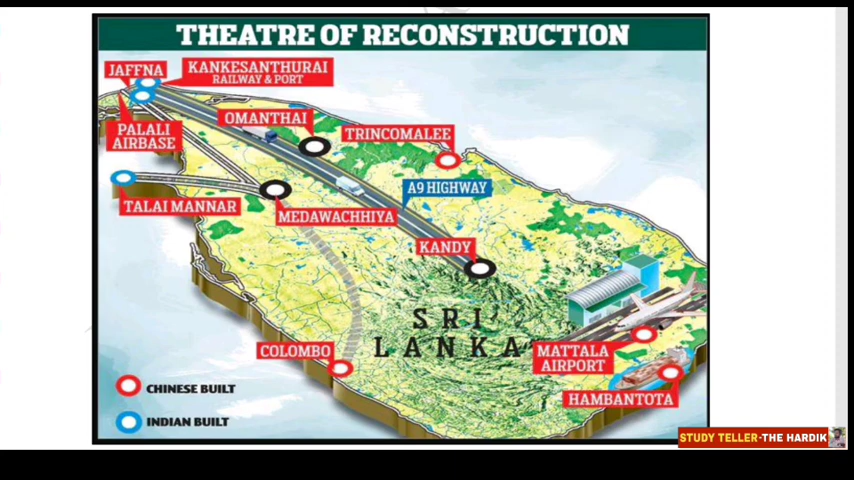 THEATRE OF RECONSTRUCTION
JAFFNA
KANKESANTHURAI
RAILWAY & PORT
OMANTHAI
TRINCOMALEE
PALALI
AIRBASE
A9 HIGHWAY
TALAI MANNAR
MEDAWACHHIYA
KANDY
SRI
LANKA
COLOMBO
MATTALA
AIRPORT
HAMBANTOTA
CHINESE BUILT
INDIAN BUILT
STUDY TELLER-THE HARDIK